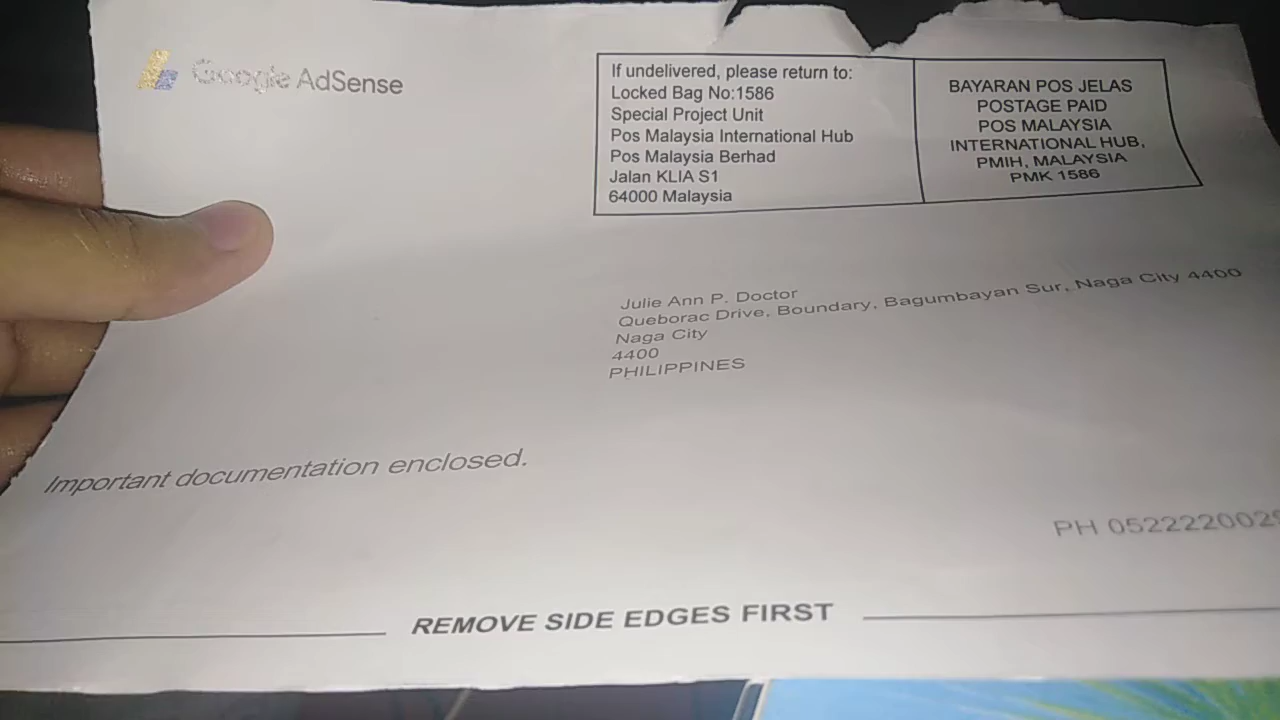 Google AdSense
If undelivered, please return to:
Locked Bag No:1586
Special Project Unit
Pos Malaysia International Hub
Pos Malaysia Berhad
Jalan KLIA S1
64000 Malaysia
BAYARAN POS JELAS
POSTAGE PAID
POS MALAYSIA
INTERNATIONAL HUB,
PMIH, MALAYSIA
PMK 1586
Julie Ann P. Doctor
Queborac Drive, Boundary, Bagumbayan Sur, Naga City 4400
Naga City
4400
PHILIPPINES
Important documentation enclosed.
PH
REMOVE SIDE EDGES FIRST